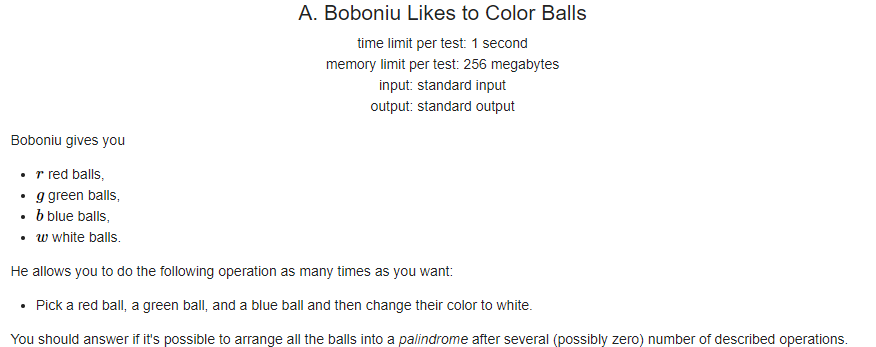 A. Boboniu Likes to Color Balls
time limit per test: 1 second
memory limit per test: 256 megabytes
input: standard input
output: standard output
Boboniu gives you
• r red balls,
• g green balls,
• b blue balls,
• w white balls.
He allows you to do the following operation as many times as you want:
• Pick a red ball, a green ball, and a blue ball and then change their color to white.
You should answer if it's possible to arrange all the balls into a palindrome after several (possibly zero) number of described operations.